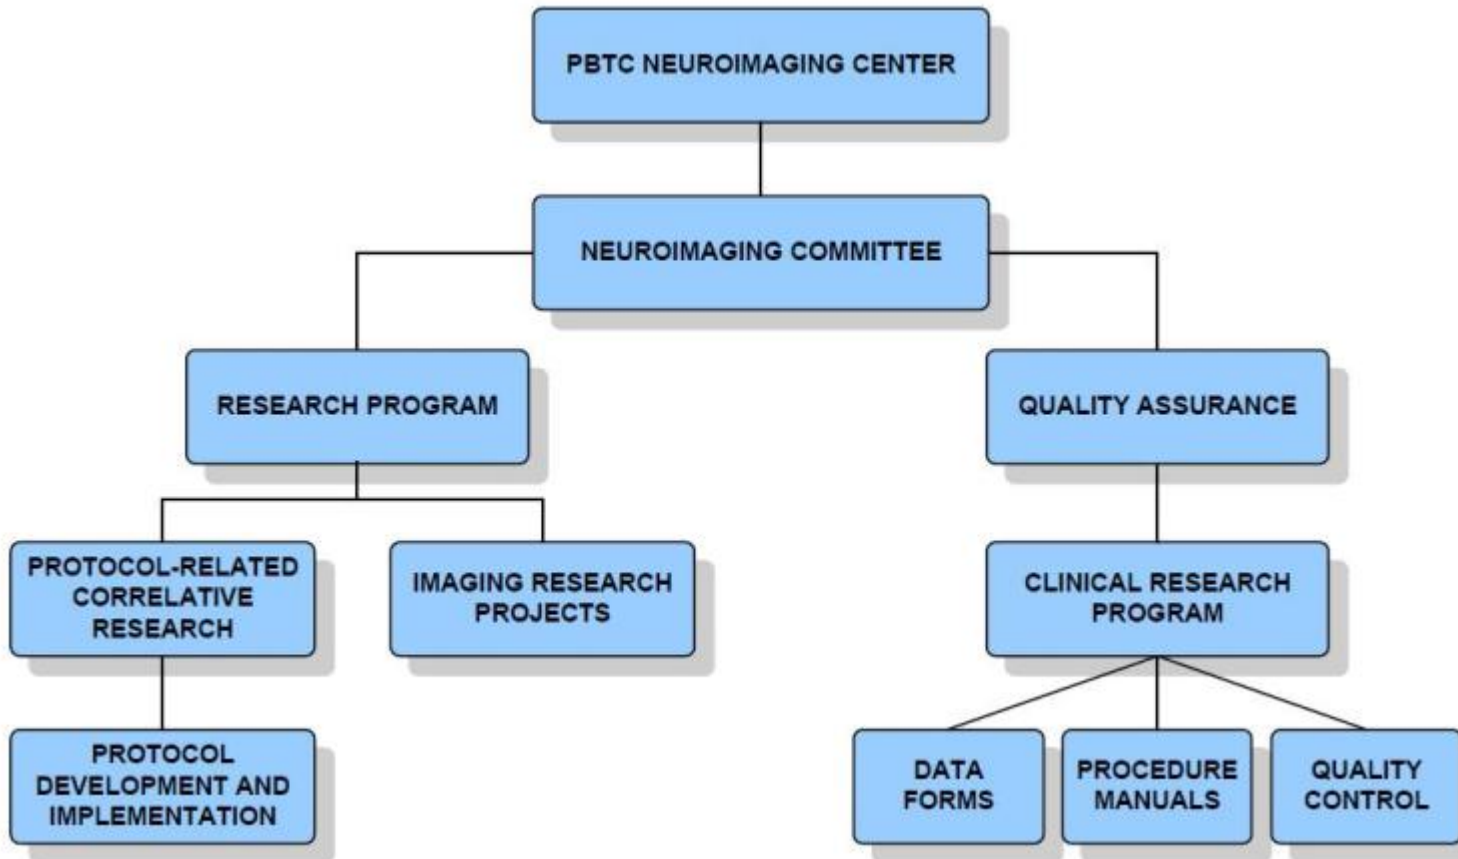 PBTC NEUROIMAGING CENTER
NEUROIMAGING COMMITTEE
RESEARCH PROGRAM
QUALITY ASSURANCE
PROTOCOL-RELATED
CORRELATIVE
RESEARCH
IMAGING RESEARCH
PROJECTS
CLINICAL RESEARCH
PROGRAM
PROTOCOL
DEVELOPMENT AND
IMPLEMENTATION
DATA
FORMS
PROCEDURE
MANUALS
QUALITY
CONTROL